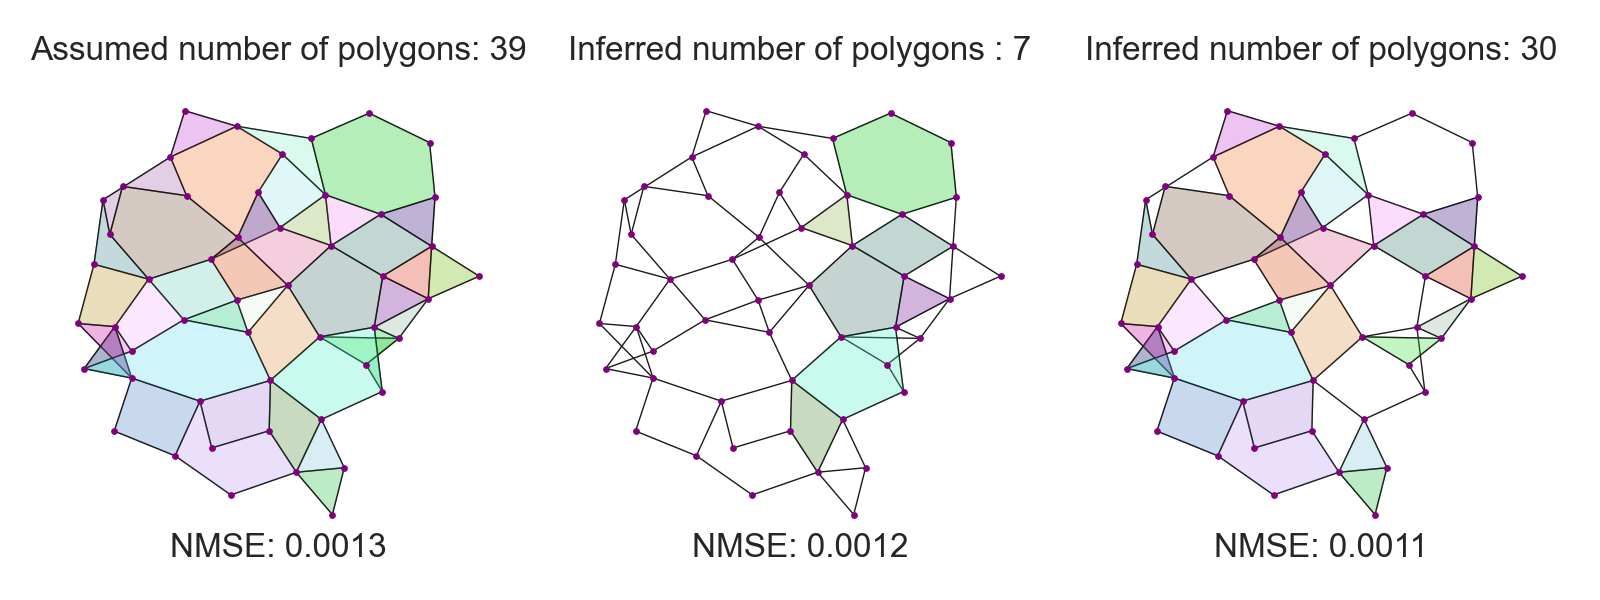 Assumed number of polygons: 39
Inferred number of polygons : 7
Inferred number of polygons: 30
NMSE: 0.0013
NMSE: 0.0012
NMSE: 0.0011